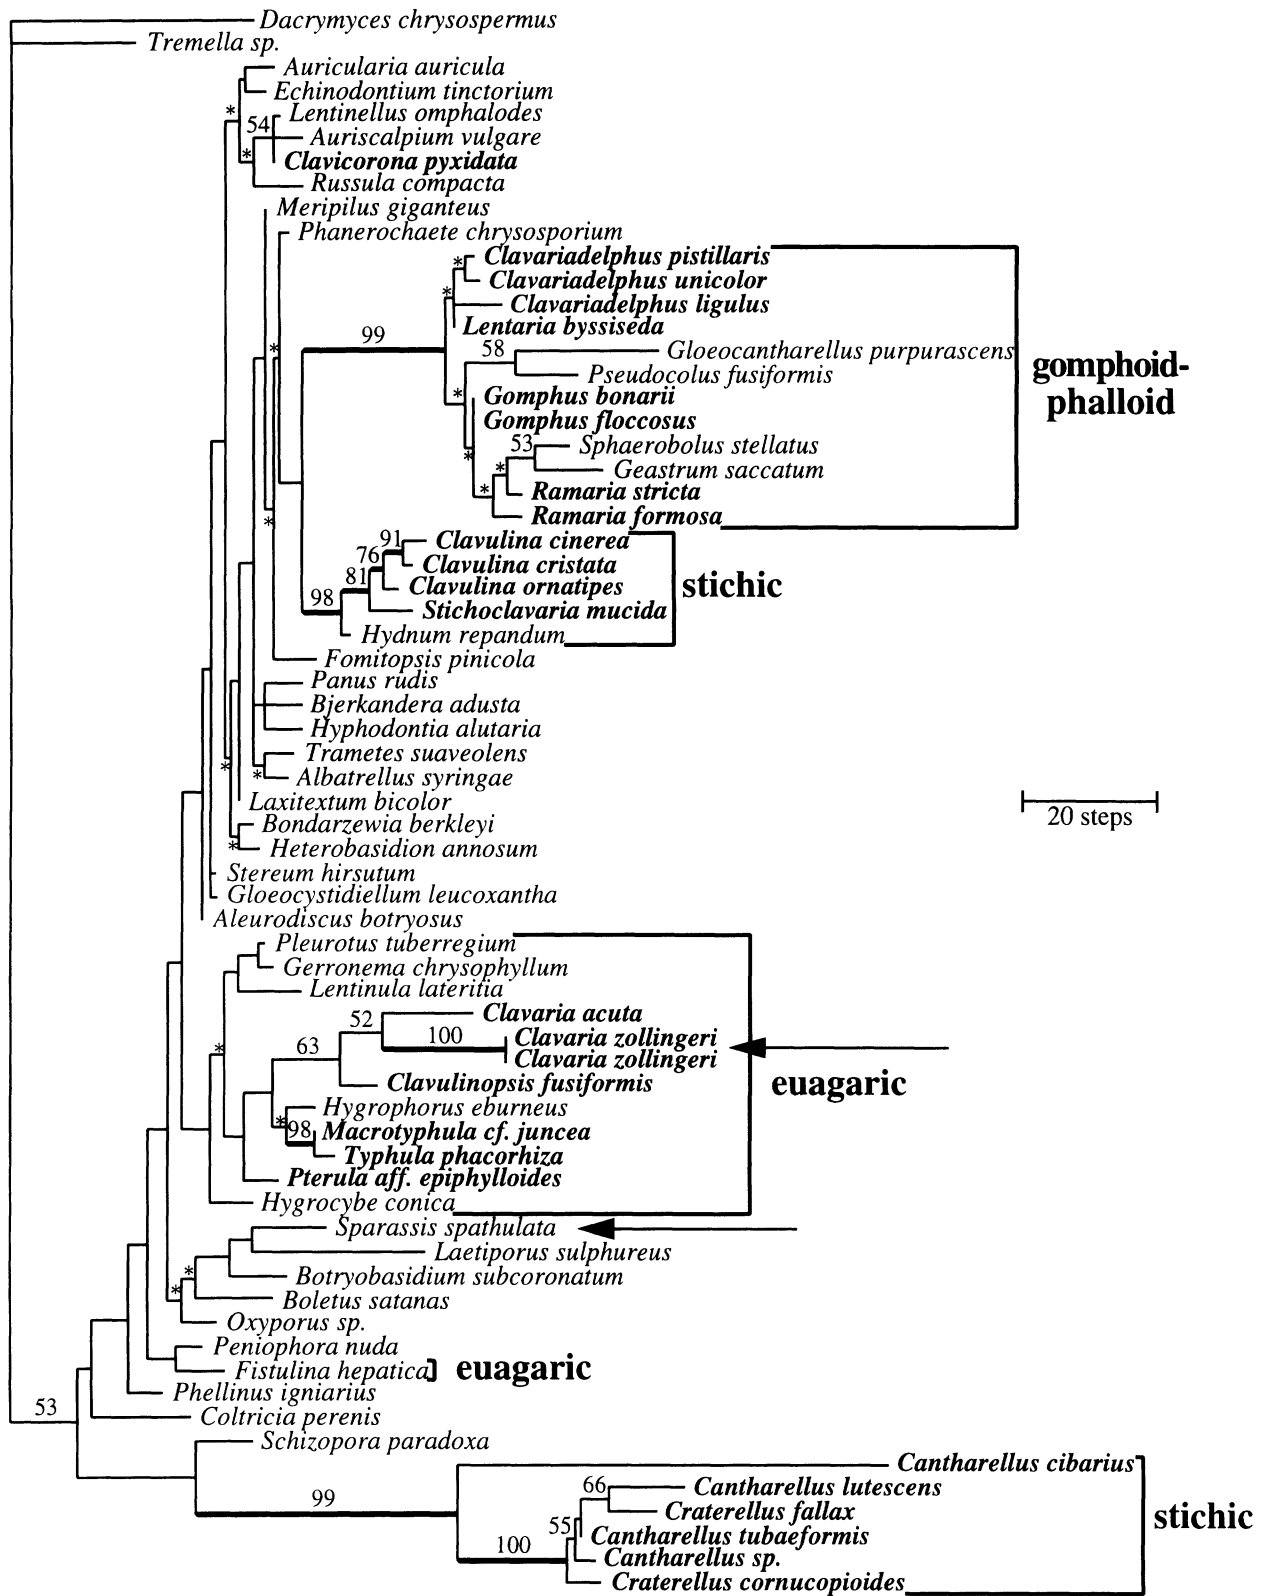 Dacrymyces chrysospermus
Tremella sp.
Auricularia auricula
*
Echinodontium tinctorium
Lentinellus omphalodes
54
Auriscalpium vulgare
*
Clavicorona pyxidata
Russula compacta
Meripilus giganteus
Phanerochaete chrysosporium
Clavariadelphus pistillaris
*
Clavariadelphus unicolor
*
Clavariadelphus ligulus
Lentaria byssiseda
99
*
58
Gloeocantharellus purpurascens
gomphoid-
phalloid
Pseudocolus fusiformis
*
Gomphus bonarii
Gomphus floccosus
53
Sphaerobolus stellatus
*
*
Geastrum saccatum
*
Ramaria stricta
*
Ramaria formosa
91
Clavulina cinerea
76
Clavulina cristata
81
Clavulina ornatipes
stichic
98
Stichoclavaria mucida
Hydnum repandum
Fomitopsis pinicola
Panus rudis
Bjerkandera adusta
Hyphodontia alutaria
Trametes suaveolens
*
*
Albatrellus syringae
Laxitextum bicolor
20 steps
Bondarzewia berkleyi
*
Heterobasidion annosum
Stereum hirsutum
Gloeocystidiellum leucoxantha
Aleurodiscus botryosus
Pleurotus tuberregium
Gerronema chrysophyllum
Lentinula lateritia
52
Clavaria acuta
100
Clavaria zollingeri
*
63
Clavaria zollingeri
Clavulinopsis fusiformis
euagaric
Hygrophorus eburneus
*
98
Macrotyphula cf. juncea
Typhula phacorhiza
Pterula aff. epiphylloides
Hygrocybe conica
Sparassis spathulata
Laetiporus sulphureus
*
Botryobasidium subcoronatum
*
Boletus satanas
Oxyporus sp.
Peniophora nuda
Fistulina hepatica
euagaric
Phellinus igniarius
53
Coltricia perenis
Schizopora paradoxa
Cantharellus cibarius
99
66
Cantharellus lutescens
Craterellus fallax
stichic
55
Cantharellus tubaeformis
100
Cantharellus sp.
Craterellus cornucopioides